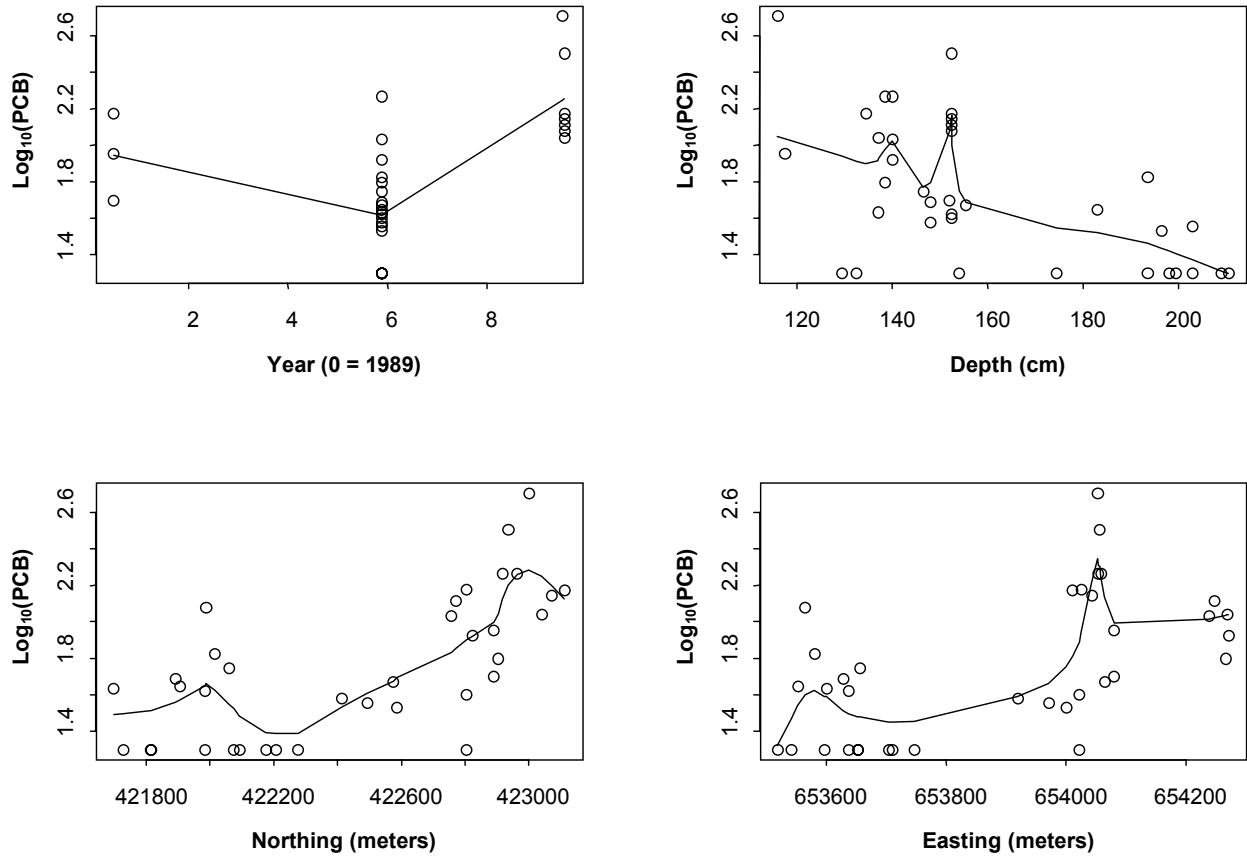 Log₁₀(PCB)
2.6
2.2
1.8
1.4
2 4 6 8
Year (0 = 1989)
Log₁₀(PCB)
2.6
2.2
1.8
1.4
120 140 160 180 200
Depth (cm)
Log₁₀(PCB)
2.6
2.2
1.8
1.4
421800 422200 422600 423000
Northing (meters)
Log₁₀(PCB)
2.6
2.2
1.8
1.4
653600 653800 654000 654200
Easting (meters)